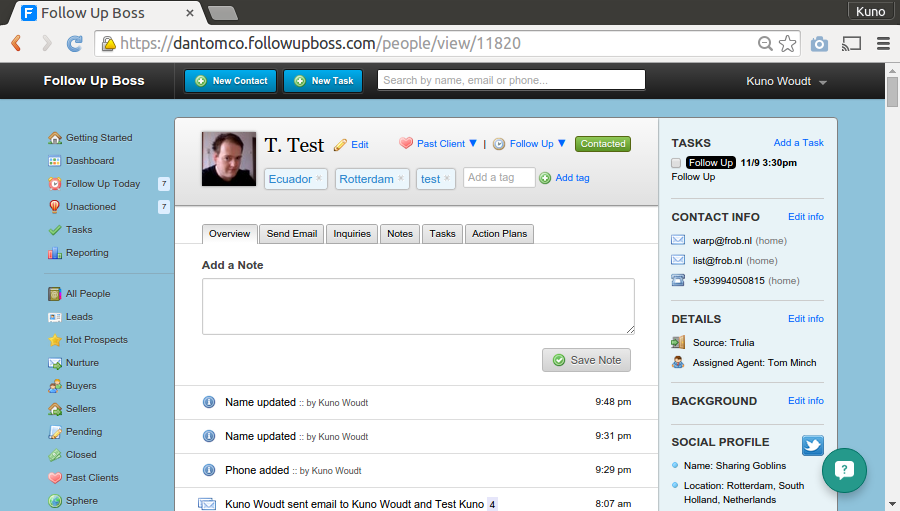 Follow Up Boss ×
Kuno
https://dantomco.followupboss.com/people/view/11820
Follow Up Boss
New Contact
New Task
Search by name, email or phone...
Kuno Woudt
Getting Started
Dashboard
Follow Up Today 7
Unactioned 7
Tasks
Reporting
All People
Leads
Hot Prospects
Nurture
Buyers
Sellers
Pending
Closed
Past Clients
Sphere
T. Test Edit
Past Client ▼ | Follow Up ▼ Contacted
Ecuador × Rotterdam × test × Add a tag Add tag
Overview Send Email Inquiries Notes Tasks Action Plans
Add a Note
Save Note
Name updated :: by Kuno Woudt 9:48 pm
Name updated :: by Kuno Woudt 9:31 pm
Phone added :: by Kuno Woudt 9:29 pm
Kuno Woudt sent email to Kuno Woudt and Test Kuno 4 8:07 am
TASKS Add a Task
Follow Up 11/9 3:30pm
Follow Up
CONTACT INFO Edit info
warp@frob.nl (home)
list@frob.nl (home)
+593994050815 (home)
DETAILS Edit info
Source: Trulia
Assigned Agent: Tom Minch
BACKGROUND Edit info
SOCIAL PROFILE
Name: Sharing Goblins
Location: Rotterdam, South
Holland, Netherlands
?